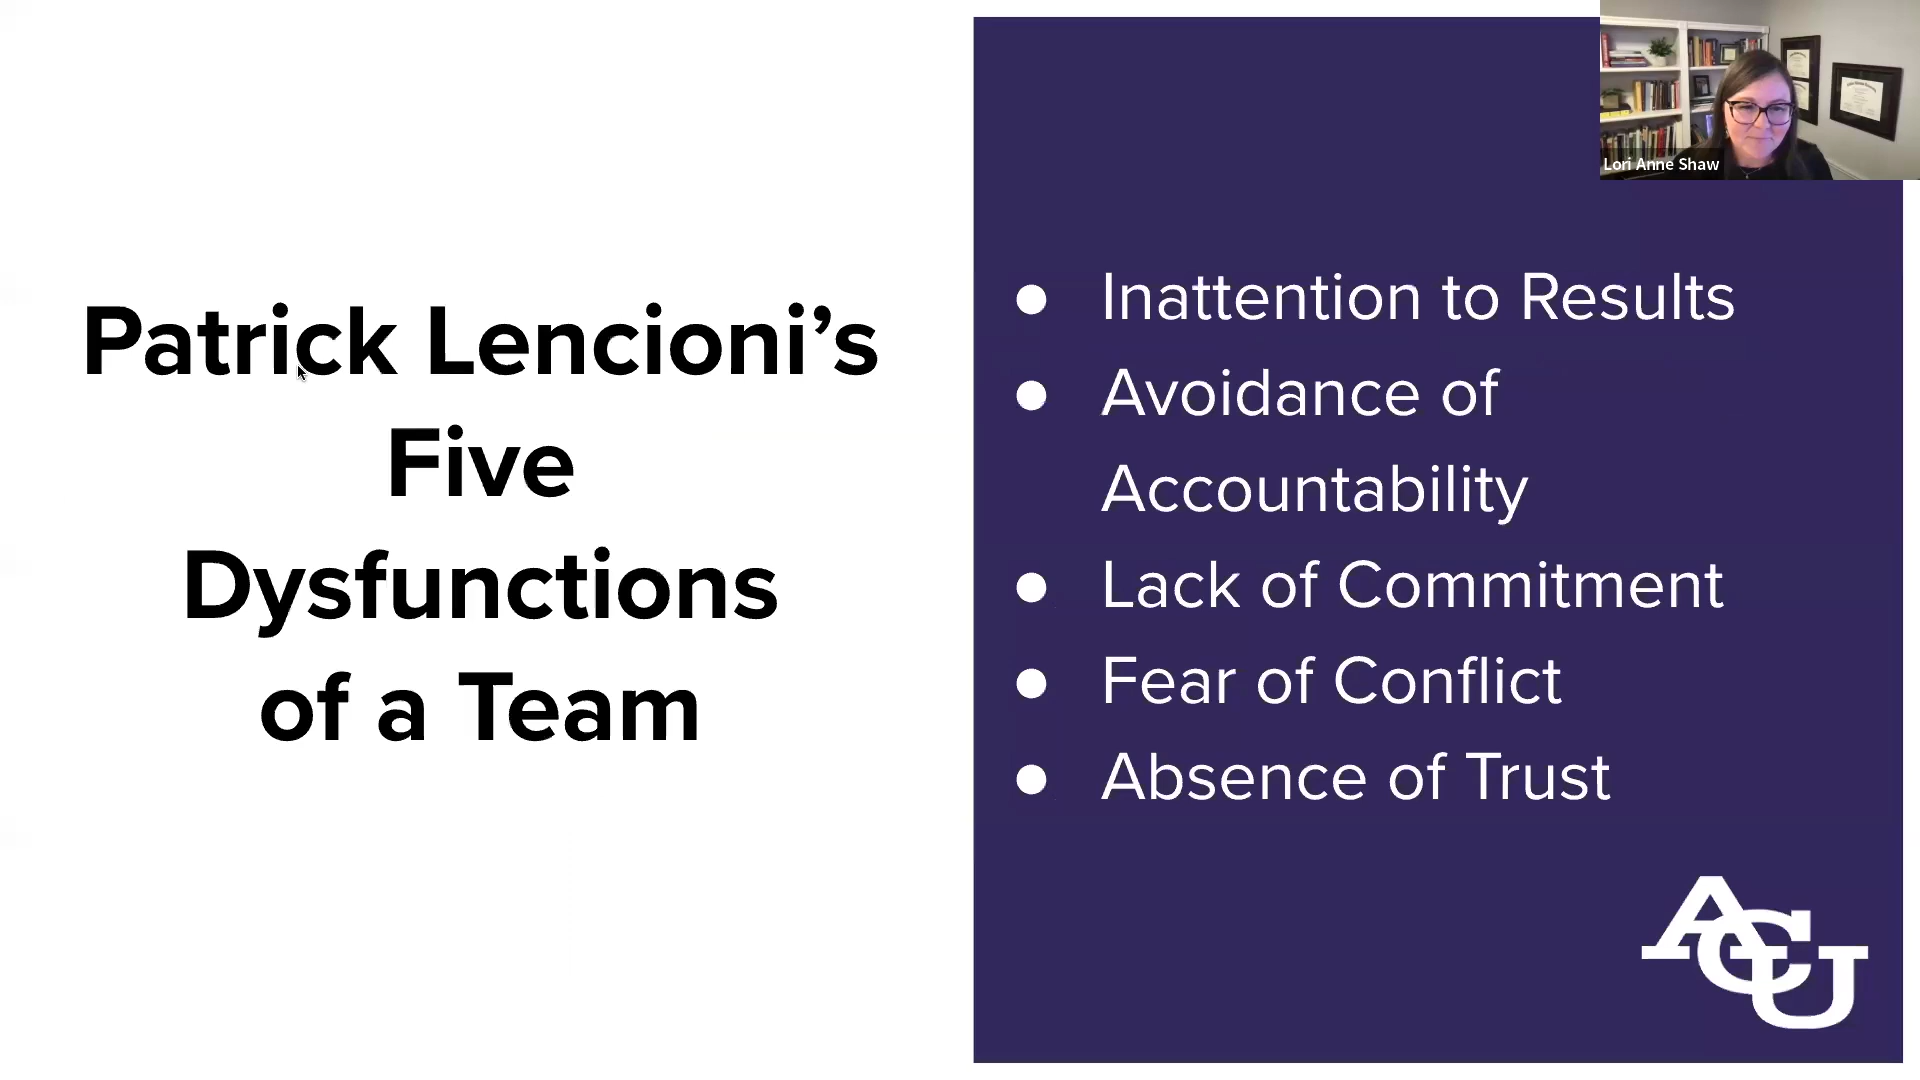 Patrick Lencioni’s
Five
Dysfunctions
of a Team
● Inattention to Results
● Avoidance of
Accountability
● Lack of Commitment
● Fear of Conflict
● Absence of Trust
Lori Anne Shaw
ACU